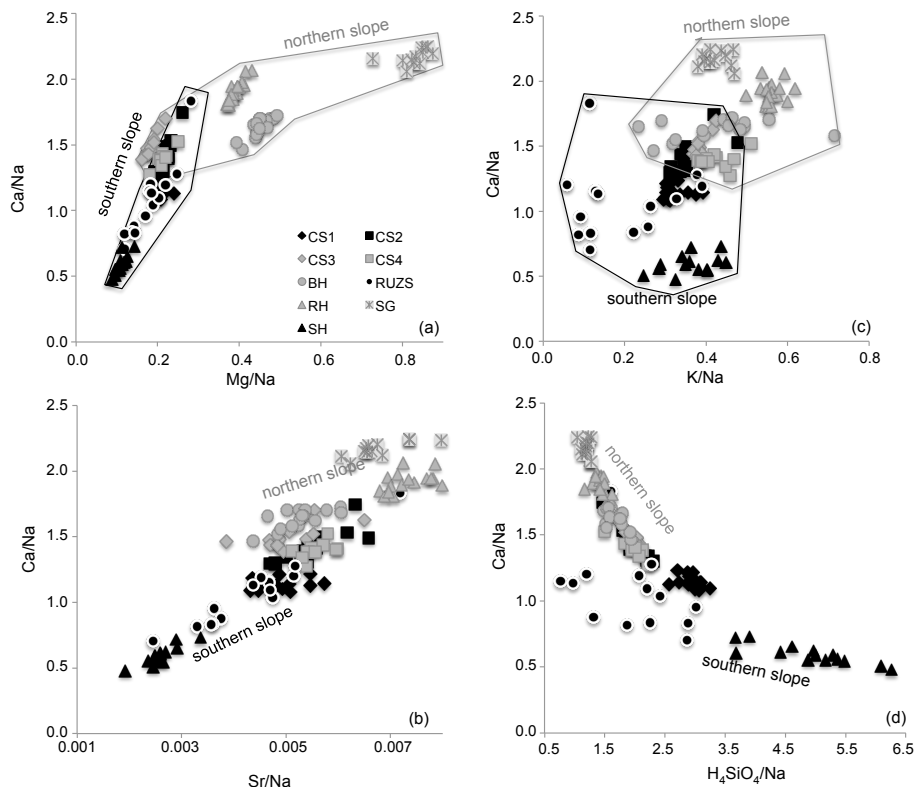 2.5
2.0
1.5
1.0
0.5
0.0
Ca/Na
0.0 0.2 0.4 0.6 0.8
Mg/Na
northern slope
southern slope
CS1 CS2
CS3 CS4
BH RUZS
RH SG
SH
(a)
2.5
2.0
1.5
1.0
0.5
0.0
Ca/Na
0.0 0.2 0.4 0.6 0.8
K/Na
northern slope
southern slope
(c)
2.5
2.0
1.5
1.0
0.5
0.0
Ca/Na
0.001 0.003 0.005 0.007
Sr/Na
northern slope
southern slope
(b)
2.5
2.0
1.5
1.0
0.5
0.0
Ca/Na
0.5 1.5 2.5 3.5 4.5 5.5 6.5
H₄SiO₄/Na
northern slope
southern slope
(d)